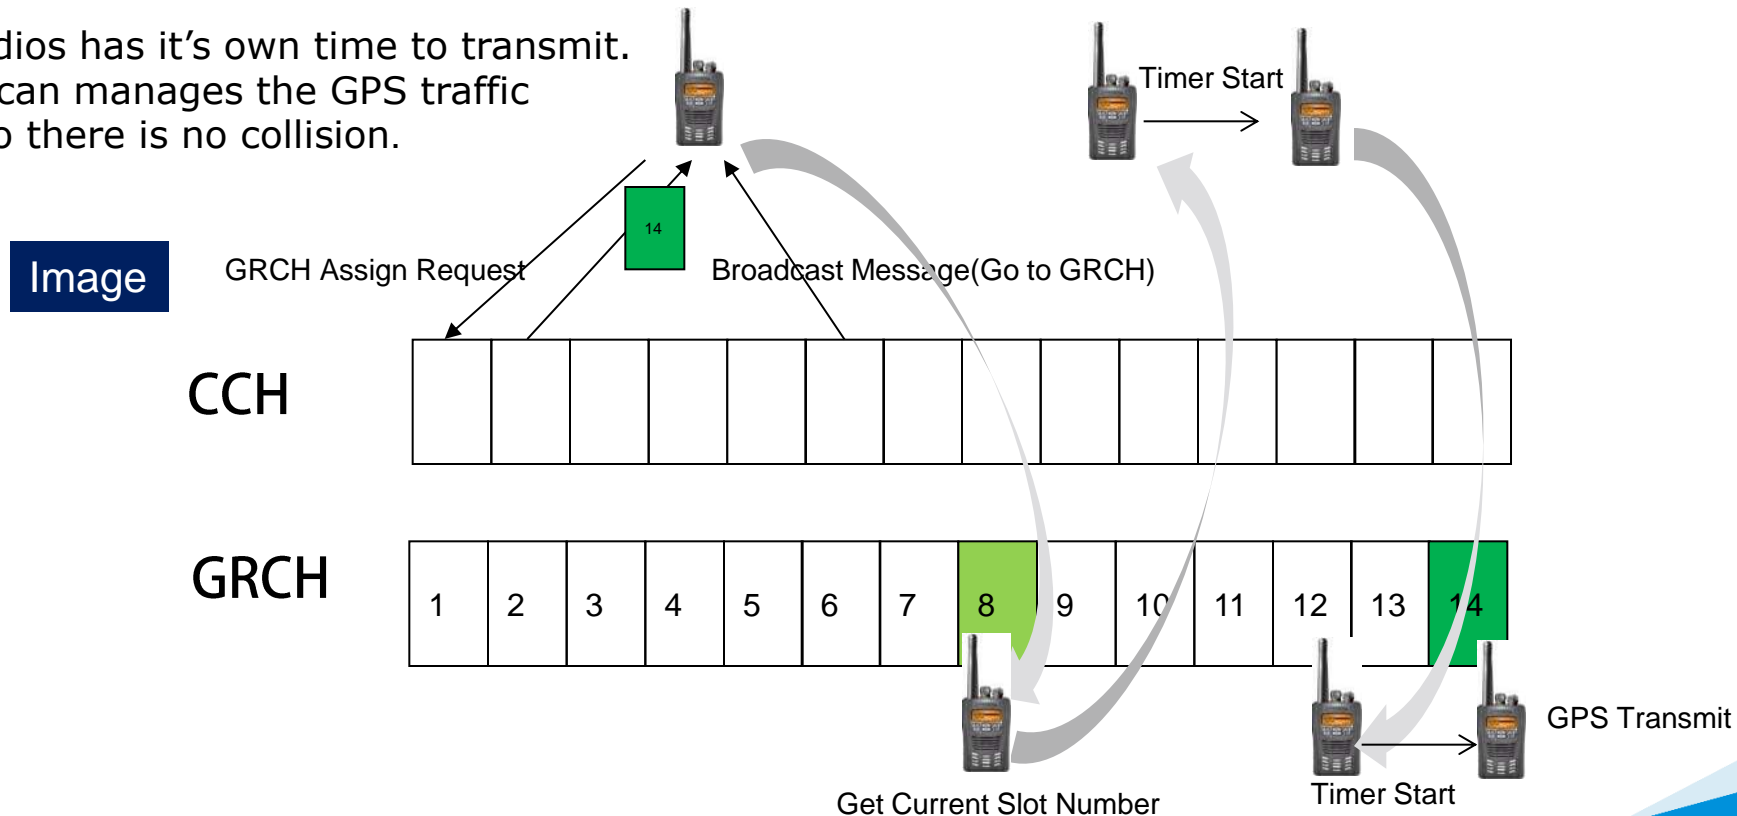 dios has it's own time to transmit.
can manages the GPS traffic
o there is no collision.
Timer Start
14
Image
GRCH Assign Request
Broadcast Message(Go to GRCH)
CCH
GRCH
1 2 3 4 5 6 7 8 9 10 11 12 13 14
GPS Transmit
Get Current Slot Number
Timer Start